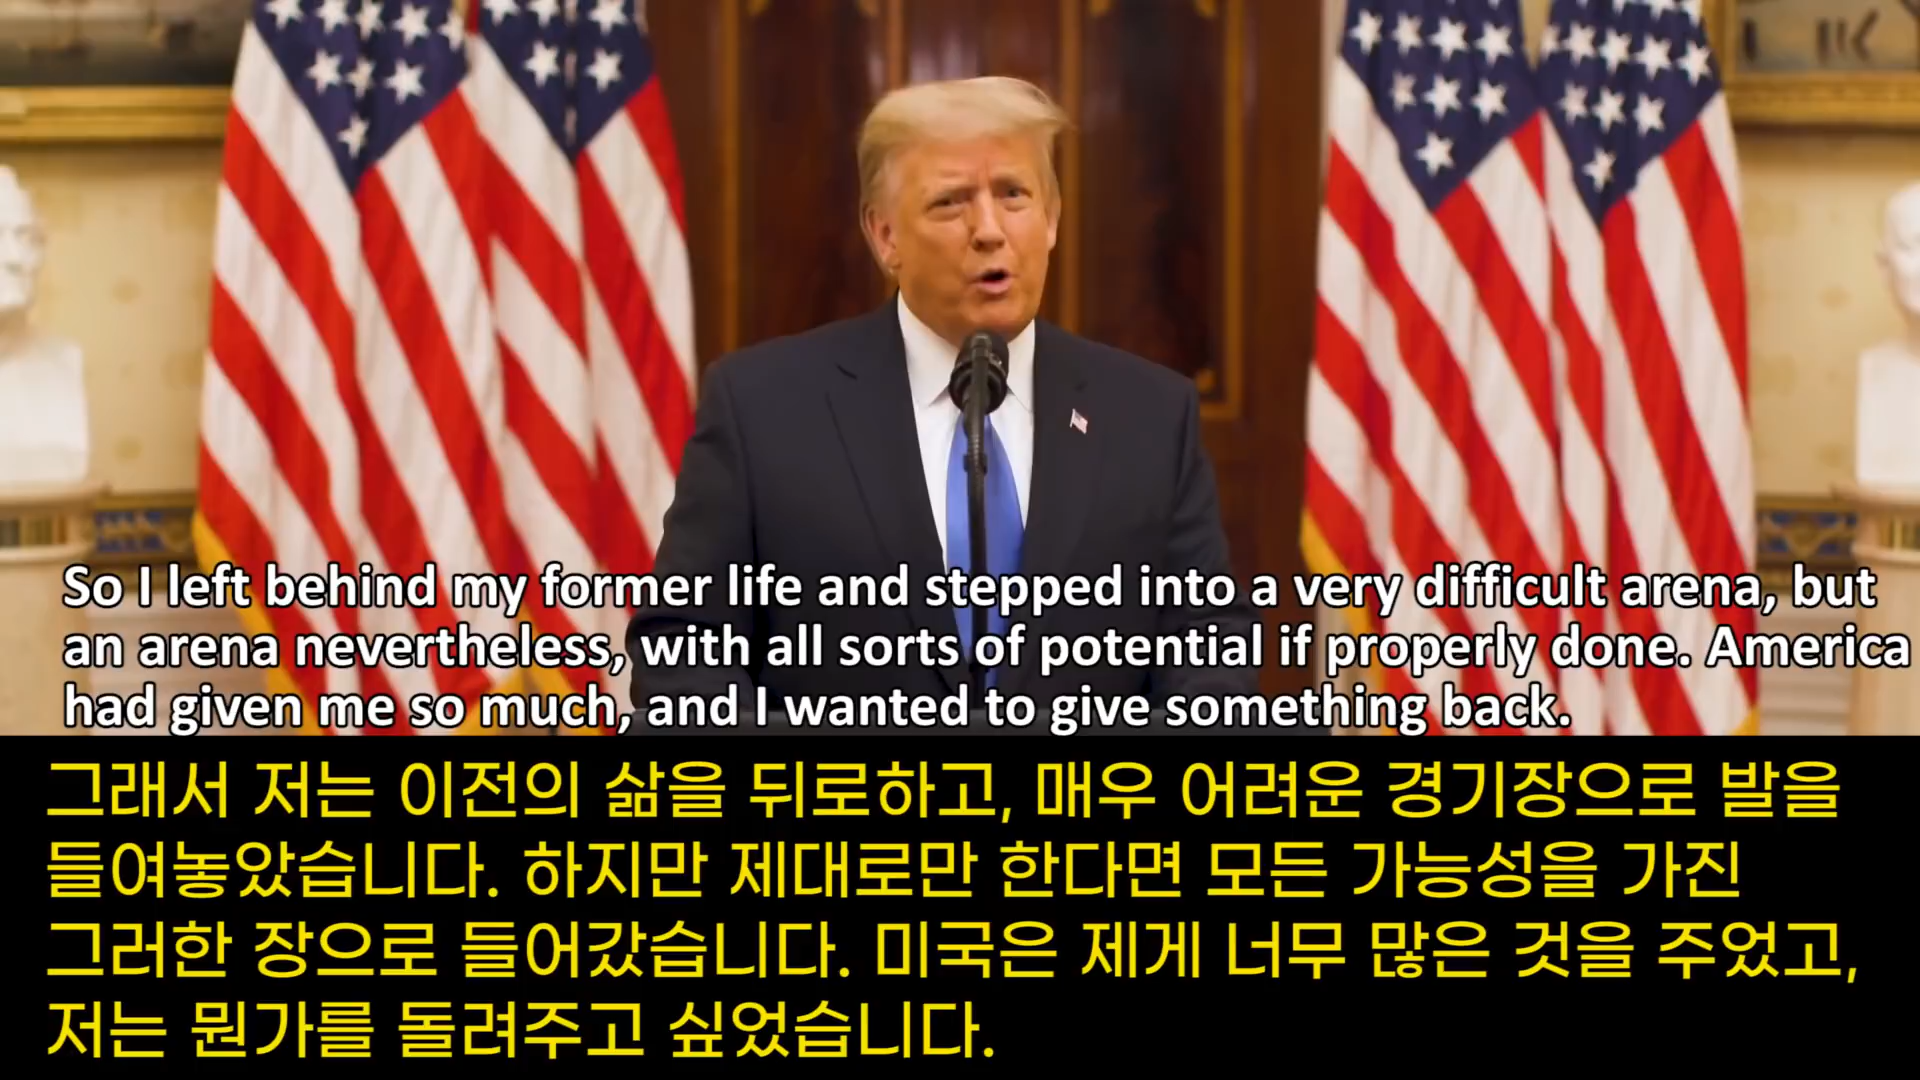 So I left behind my former life and stepped into a very difficult arena, but
an arena nevertheless, with all sorts of potential if properly done. America
had given me so much, and I wanted to give something back.
그래서 저는 이전의 삶을 뒤로하고, 매우 어려운 경기장으로 발을
들여놓았습니다. 하지만 제대로만 한다면 모든 가능성을 가진
그러한 장으로 들어갔습니다. 미국은 제게 너무 많은 것을 주었고,
저는 뭔가를 돌려주고 싶었습니다.